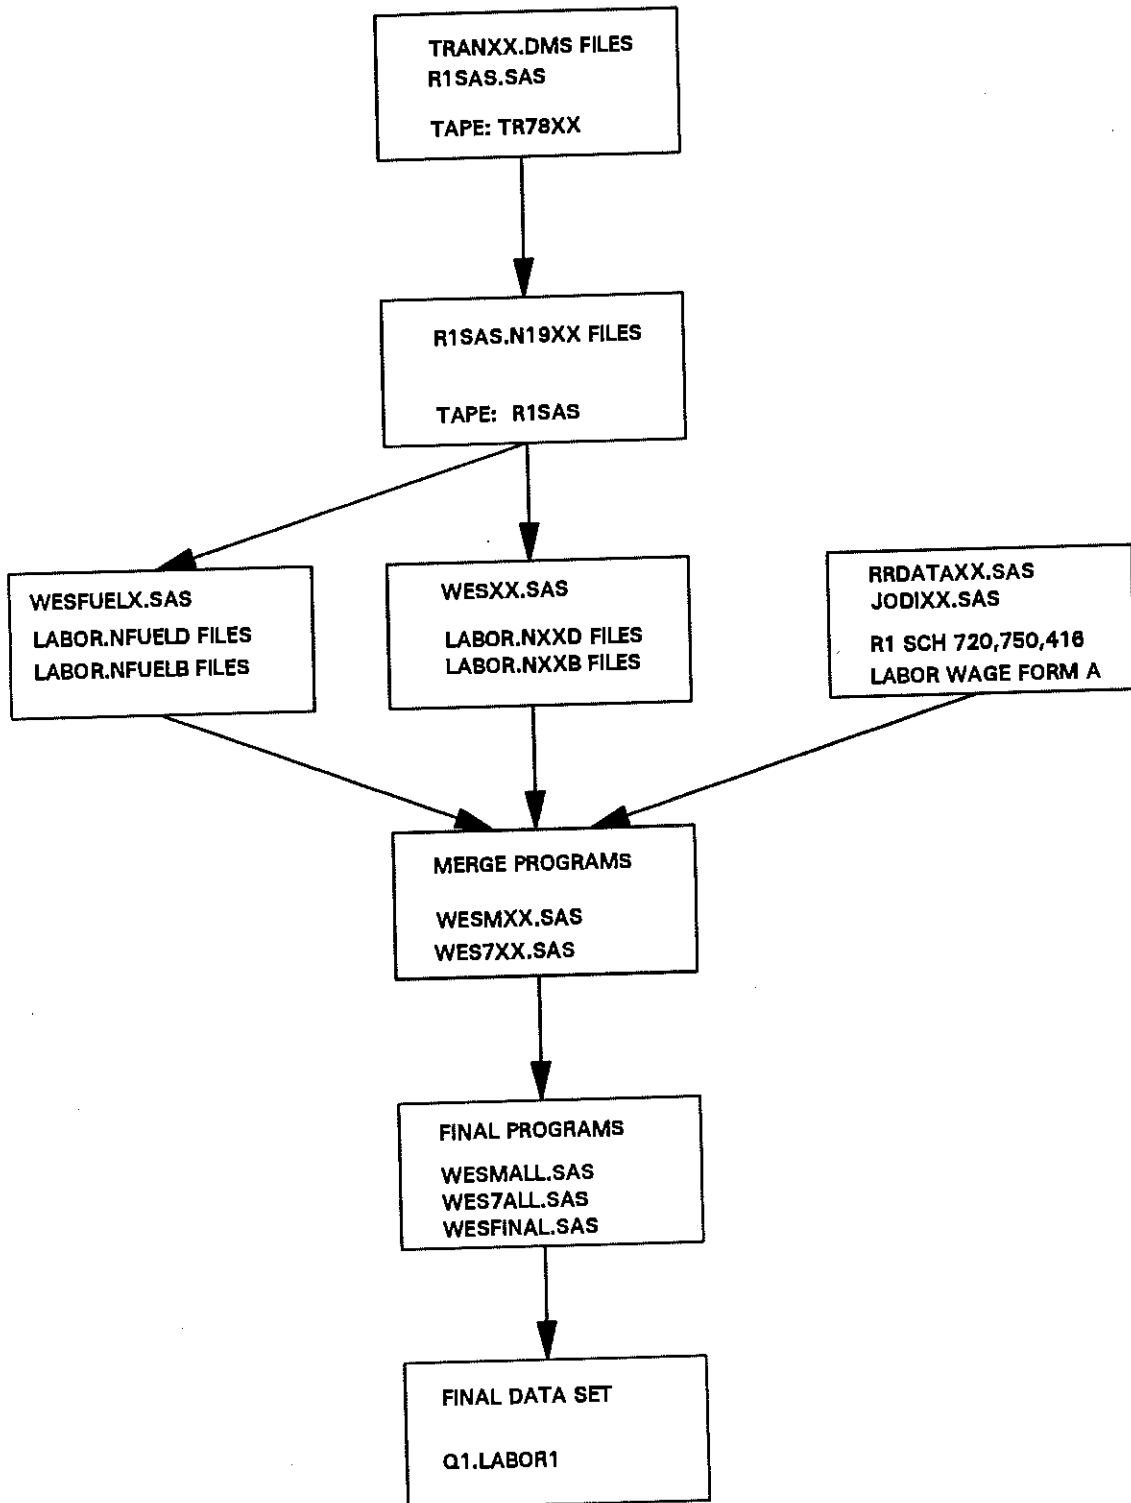 TRANXX.DMS FILES
R1SAS.SAS
TAPE: TR78XX
R1SAS.N19XX FILES
TAPE: R1SAS
WESFUELX.SAS
LABOR.NFUELD FILES
LABOR.NFUELB FILES
WESXX.SAS
LABOR.NXXD FILES
LABOR.NXXB FILES
RRDATAXX.SAS
JODIXX.SAS
R1 SCH 720,750,416
LABOR WAGE FORM A
MERGE PROGRAMS
WESMXX.SAS
WES7XX.SAS
FINAL PROGRAMS
WESMALL.SAS
WES7ALL.SAS
WESFINAL.SAS
FINAL DATA SET
Q1.LABOR1